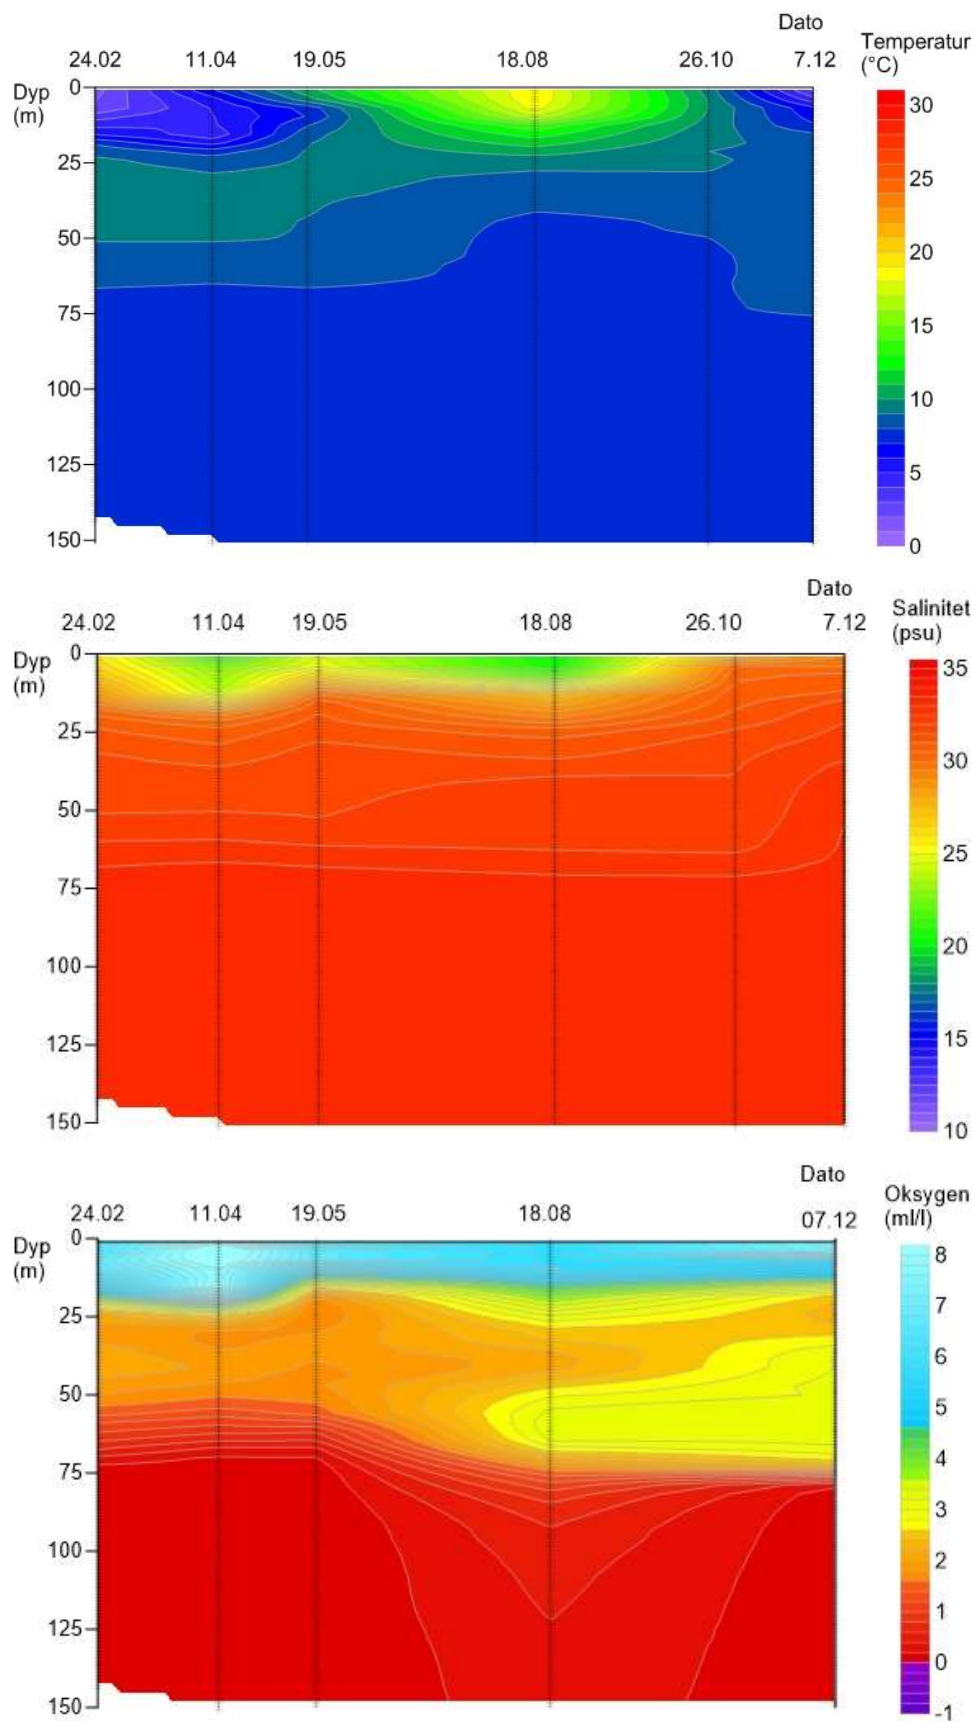 Dato
24.02 11.04 19.05 18.08 26.10 7.12
Temperatur
(°C)
Dyp
(m)
0
25
50
75
100
125
150
30
25
20
15
10
5
0
Dato
24.02 11.04 19.05 18.08 26.10 7.12
Salinitet
(psu)
Dyp
(m)
0
25
50
75
100
125
150
35
30
25
20
15
10
Dato
24.02 11.04 19.05 18.08 07.12
Oksygen
(ml/l)
Dyp
(m)
0
25
50
75
100
125
150
8
7
6
5
4
3
2
1
0
-1